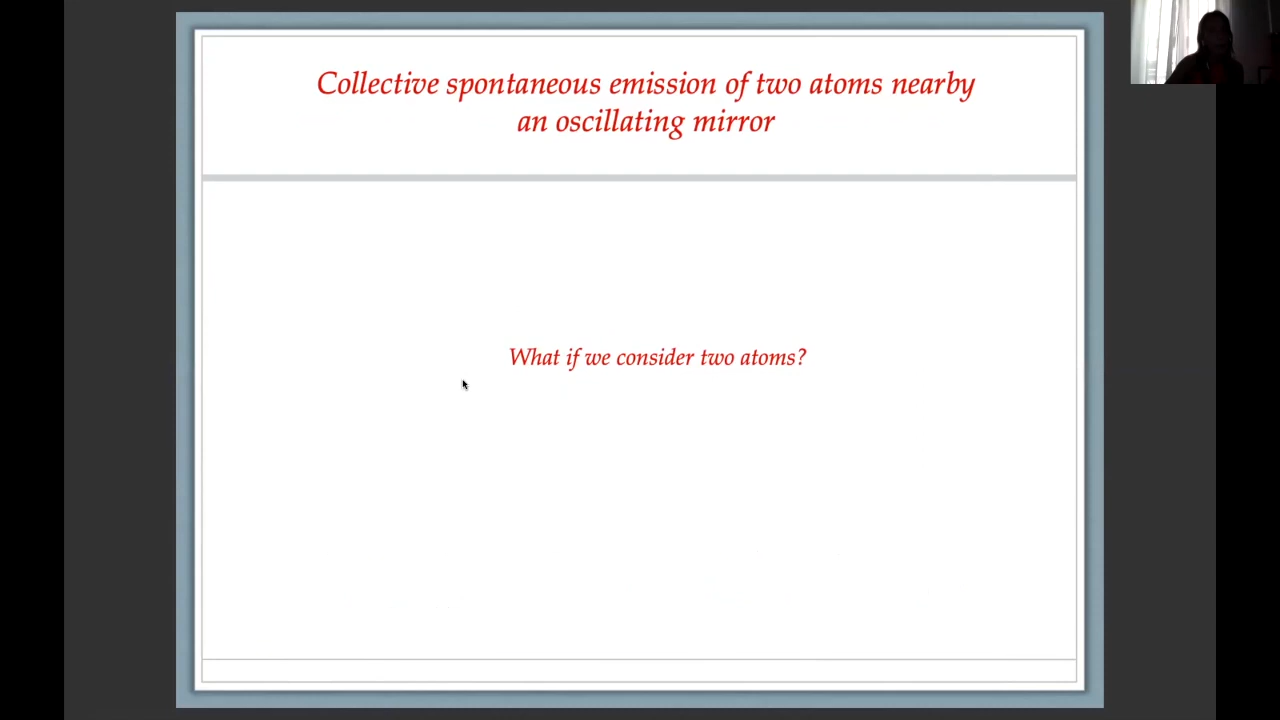 Collective spontaneous emission of two atoms nearby
an oscillating mirror
What if we consider two atoms?